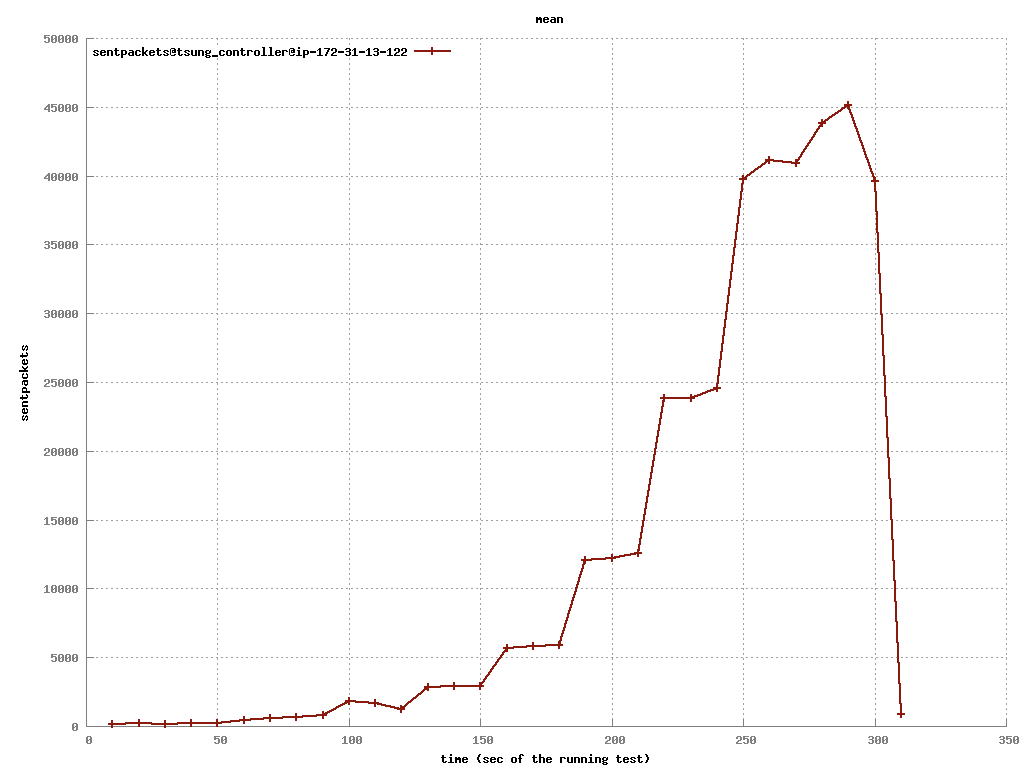 mean
sentpackets@tsung_controller@ip-172-31-13-122
50000
45000
40000
35000
30000
25000
20000
15000
10000
5000
0
sentpackets
0 50 100 150 200 250 300 350
time (sec of the running test)